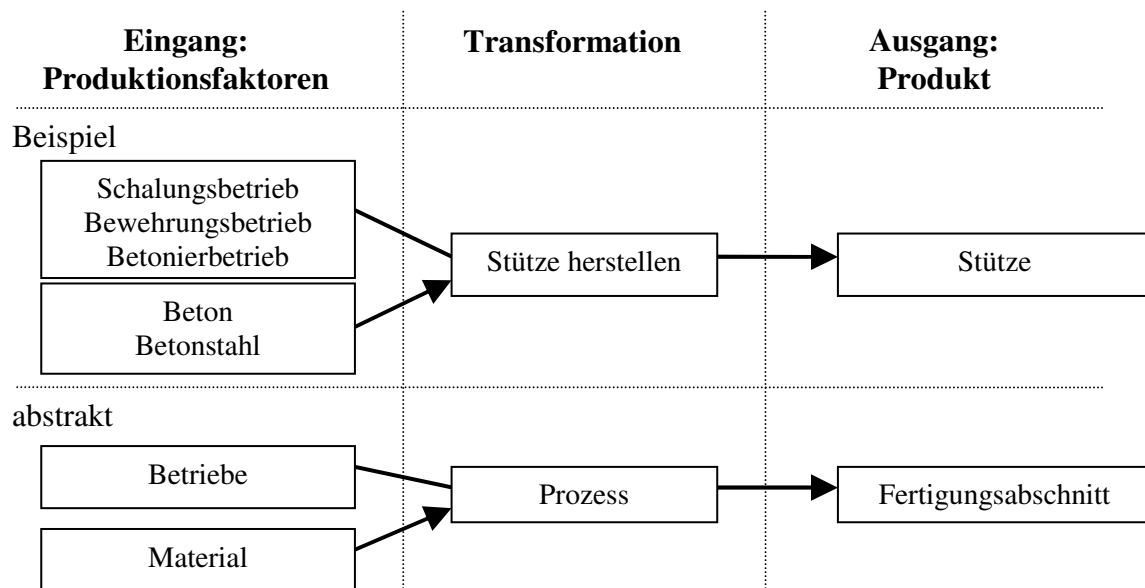 Eingang:
Produktionsfaktoren
Transformation
Ausgang:
Produkt
Beispiel
Schalungsbetrieb
Bewehrungsbetrieb
Betonierbetrieb
Beton
Betonstahl
Stütze herstellen
Stütze
abstrakt
Betriebe
Material
Prozess
Fertigungsabschnitt